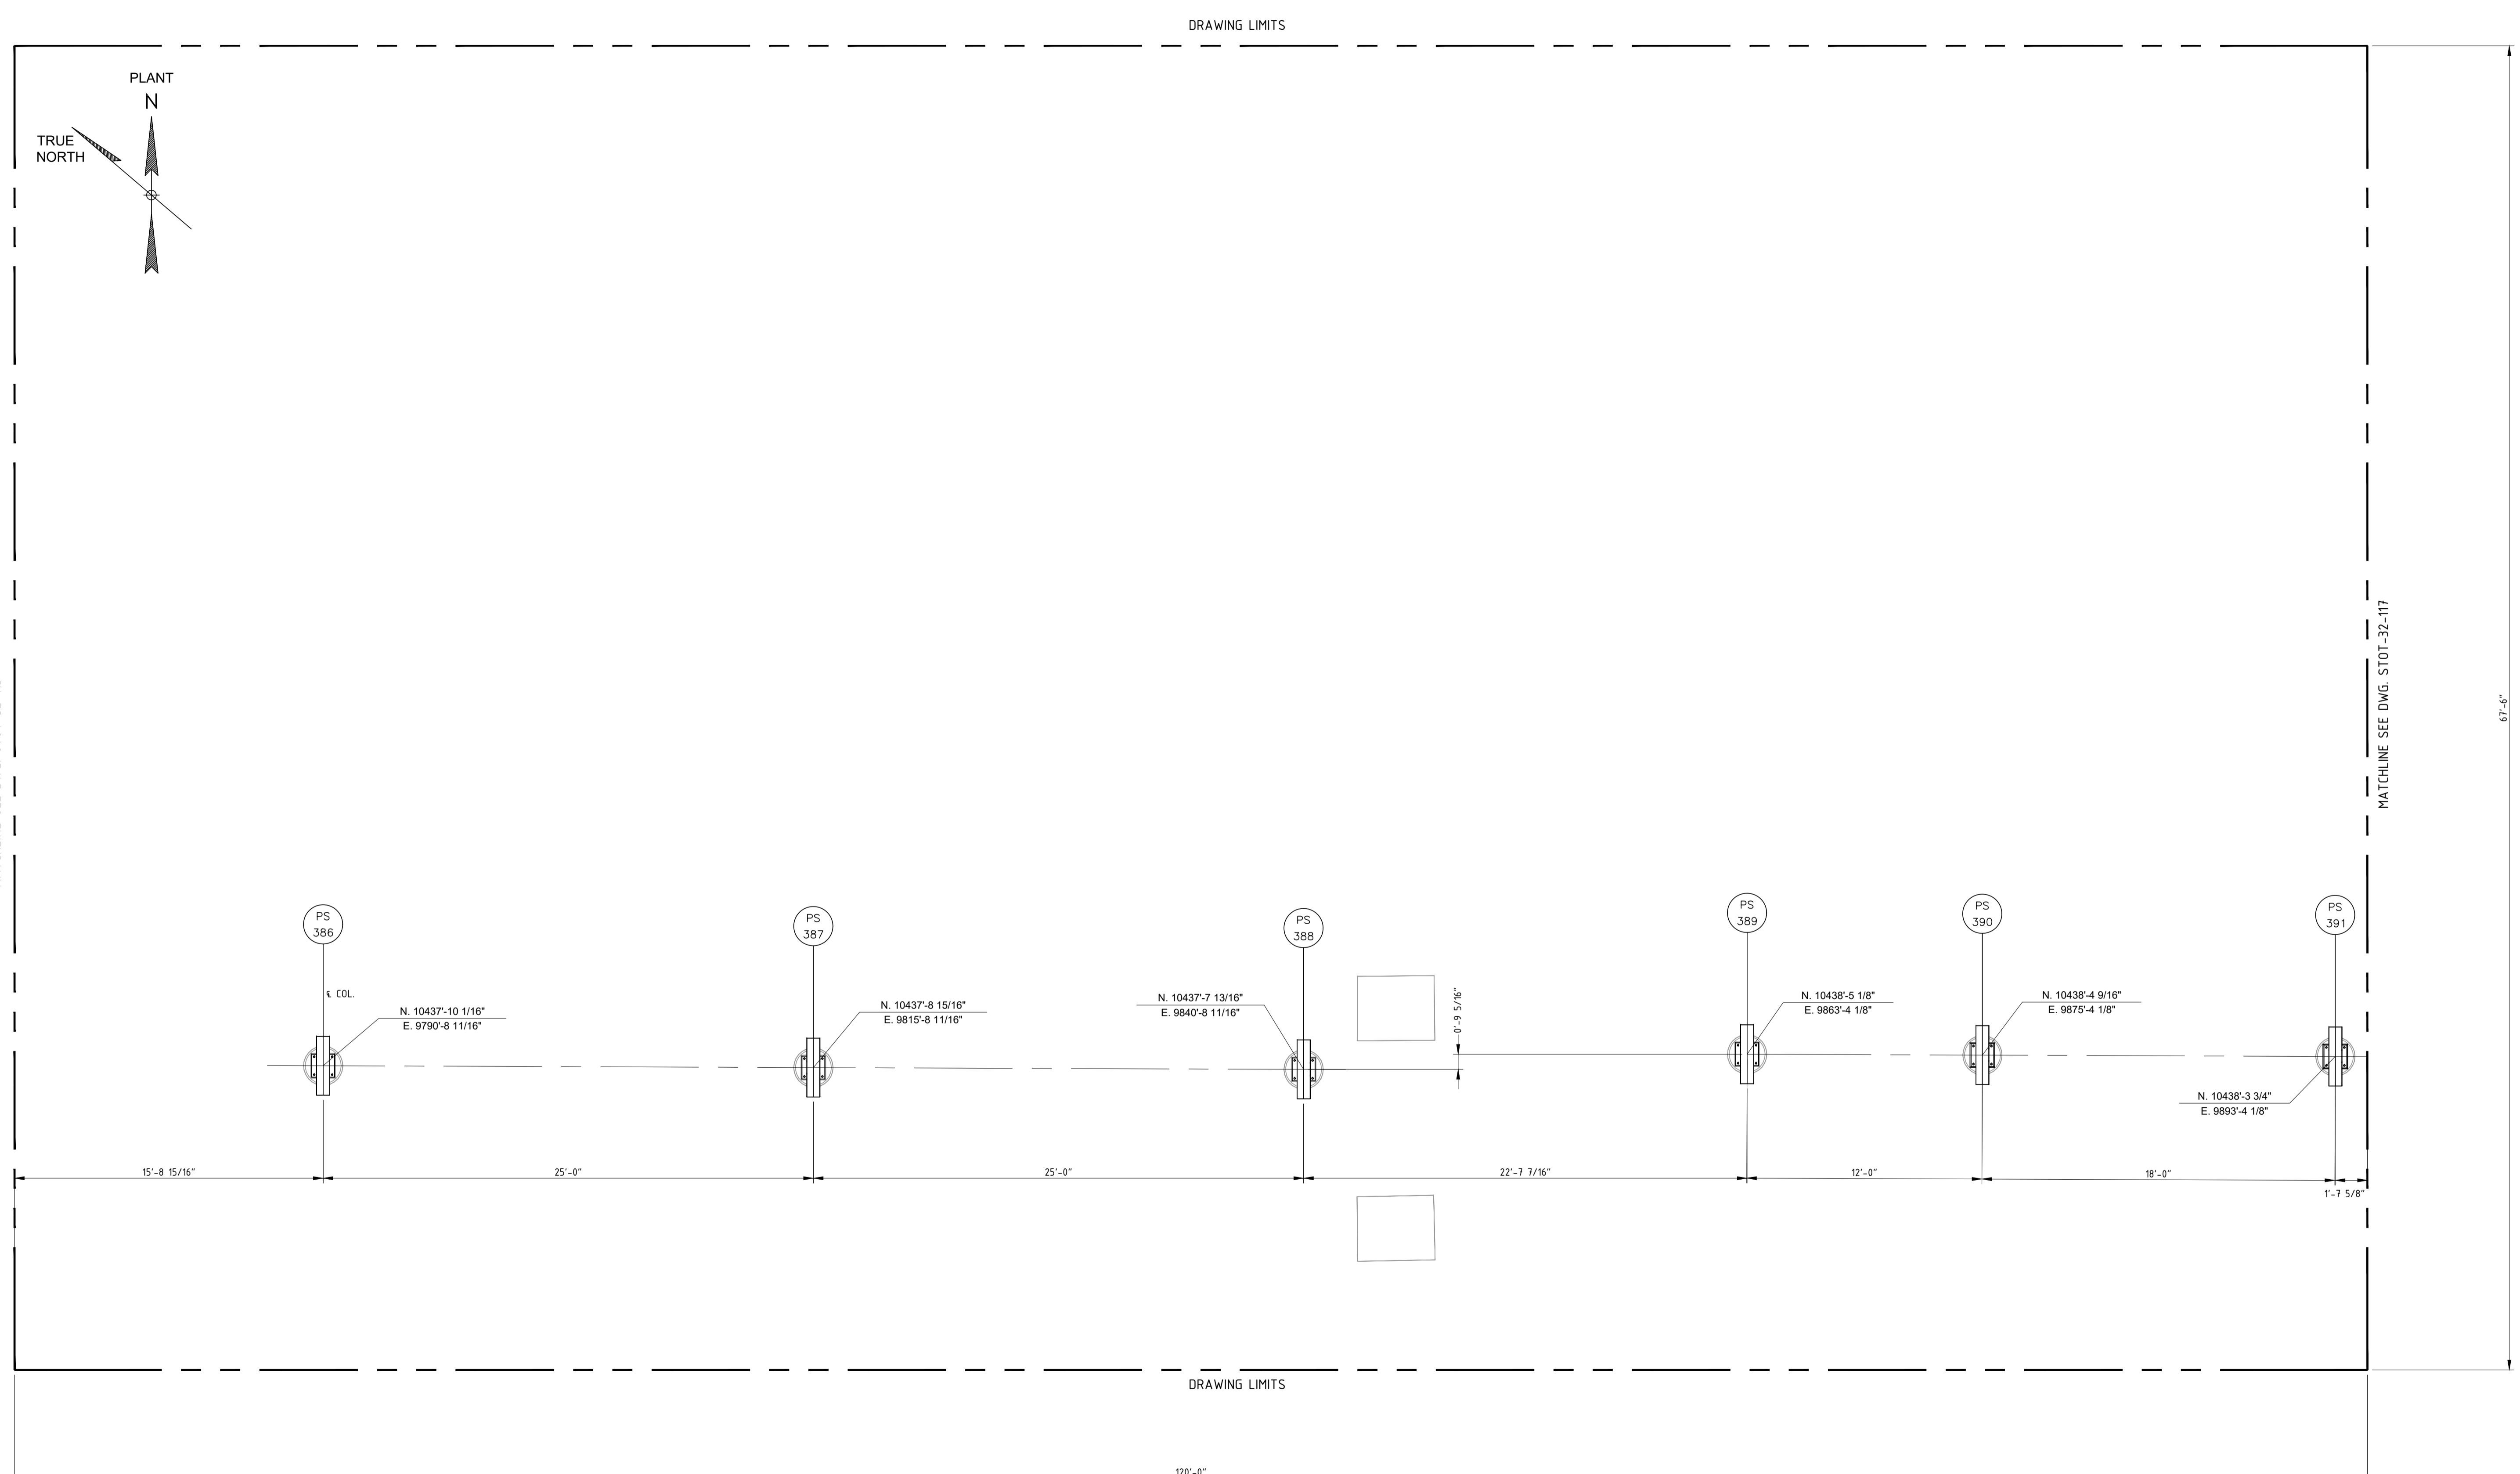 DRAWING LIMITS
PLANT
N
TRUE
NORTH
MATCHLINE SEE DWG. STOT-32-117
67'-6"
PS
386
PS
387
PS
388
PS
389
PS
390
PS
391
℄ COL.
N. 10437'-10 1/16"
E. 9790'-8 11/16"
N. 10437'-8 15/16"
E. 9815'-8 11/16"
N. 10437'-7 13/16"
E. 9840'-8 11/16"
0'-9 5/16"
N. 10438'-5 1/8"
E. 9863'-4 1/8"
N. 10438'-4 9/16"
E. 9875'-4 1/8"
N. 10438'-3 3/4"
E. 9893'-4 1/8"
15'-8 15/16"
25'-0"
25'-0"
22'-7 7/16"
12'-0"
18'-0"
1'-7 5/8"
DRAWING LIMITS
120'-0"